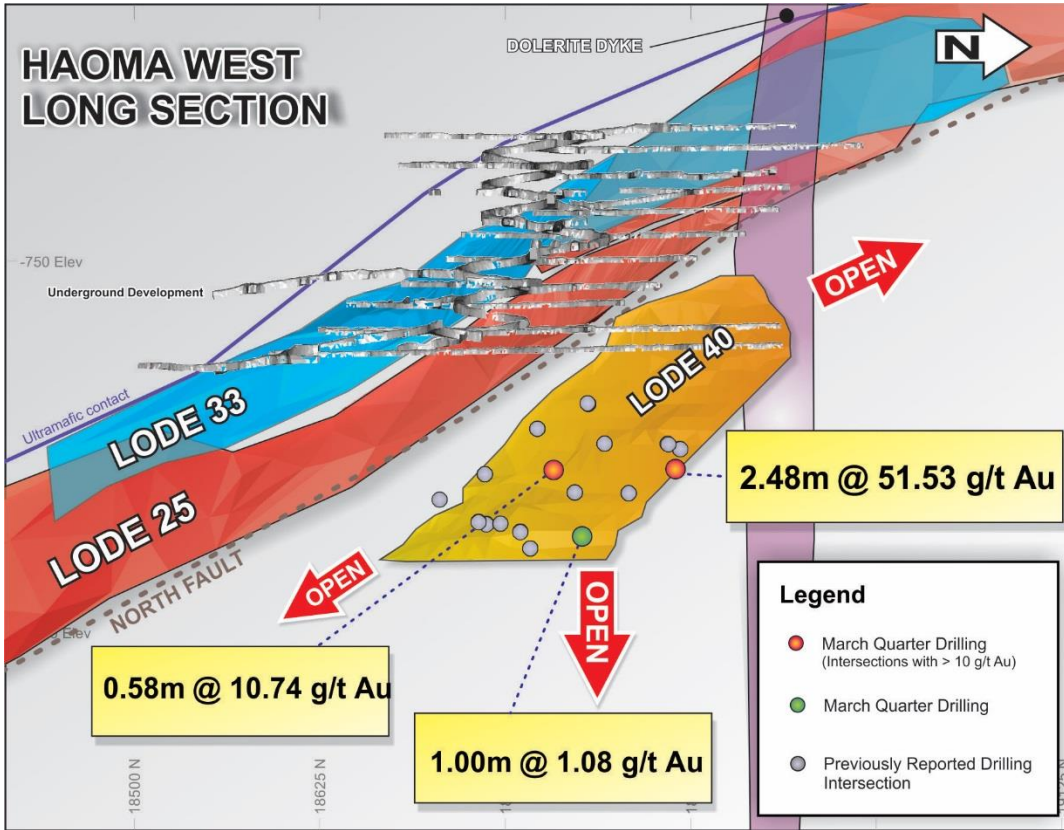 HAOMA WEST
LONG SECTION
DOLERITE DYKE
N
-750 Elev
Underground Development
OPEN
Ultramafic contact
LODE 33
LODE 40
LODE 25
NORTH FAULT
Elev
2.48m @ 51.53 g/t Au
OPEN
OPEN
0.58m @ 10.74 g/t Au
1.00m @ 1.08 g/t Au
Legend
March Quarter Drilling
(Intersections with > 10 g/t Au)
March Quarter Drilling
Previously Reported Drilling
Intersection
18500 N
18625 N